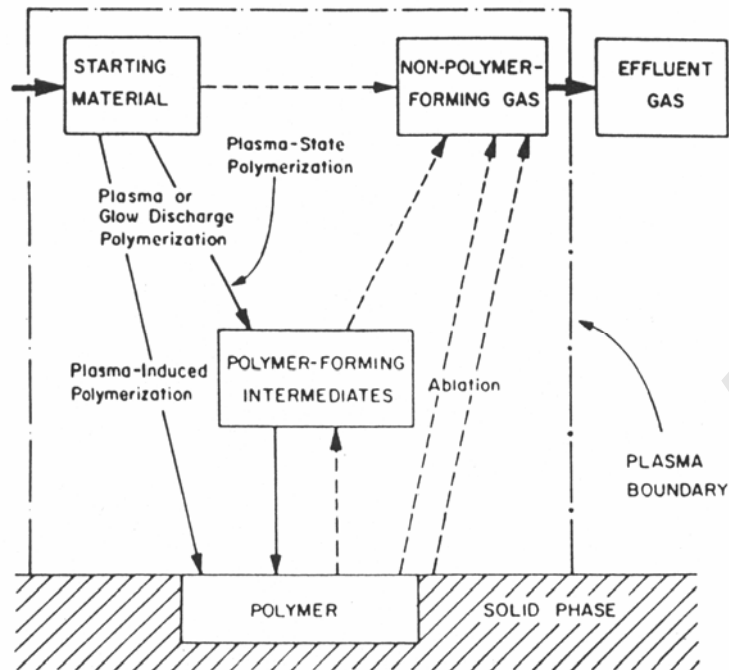 STARTING
MATERIAL
NON-POLYMER-
FORMING GAS
EFFLUENT
GAS
Plasma-State
Polymerization
Plasma or
Glow Discharge
Polymerization
Plasma-Induced
Polymerization
POLYMER-FORMING
INTERMEDIATES
Ablation
PLASMA
BOUNDARY
POLYMER
SOLID PHASE